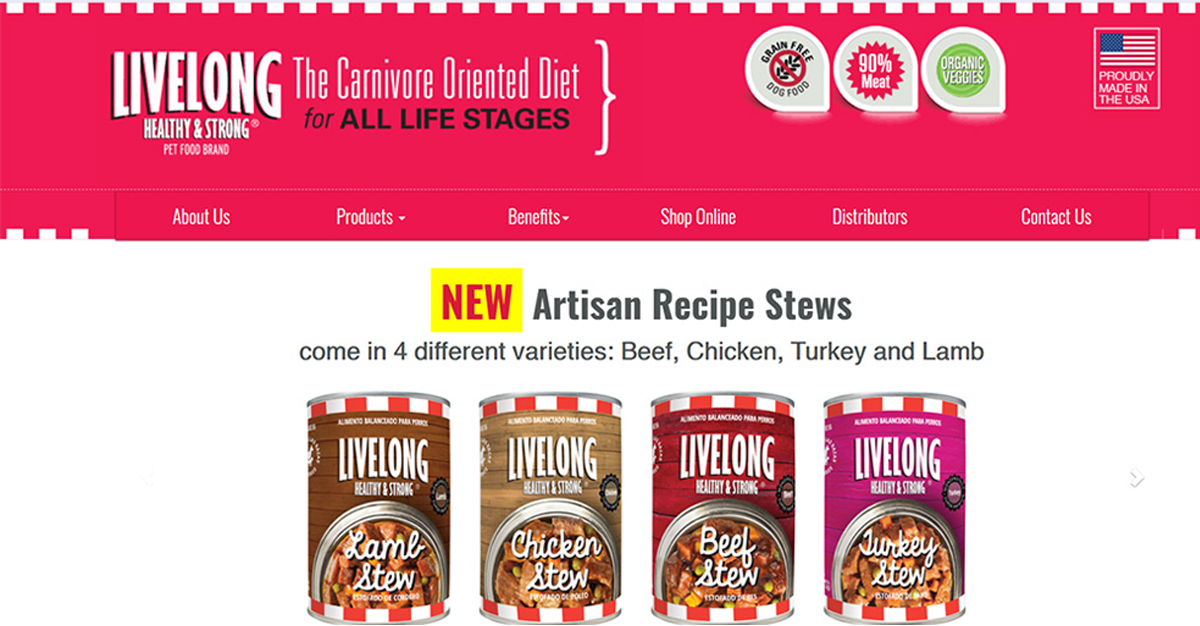 LIVELONG
HEALTHY & STRONG®
PET FOOD BRAND
The Carnivore Oriented Diet
for ALL LIFE STAGES
GRAIN FREE
DOG FOOD
90%
Meat
ORGANIC
VEGGIES
PROUDLY
MADE IN
THE USA
About Us
Products
Benefits
Shop Online
Distributors
Contact Us
NEW Artisan Recipe Stews
come in 4 different varieties: Beef, Chicken, Turkey and Lamb
ALIMENTO BALANCEADO PARA PERROS
LIVELONG
HEALTHY & STRONG
Lamb
Lamb
Stew
ESTOFADO DE CORDERO
ALIMENTO BALANCEADO PARA PERROS
LIVELONG
HEALTHY & STRONG
Chicken
Chicken
Stew
ESTOFADO DE POLLO
ALIMENTO BALANCEADO PARA PERROS
LIVELONG
HEALTHY & STRONG
Beef
Beef
Stew
ESTOFADO DE RES
ALIMENTO BALANCEADO PARA PERROS
LIVELONG
HEALTHY & STRONG
Turkey
Turkey
Stew
ESTOFADO DE PAVO